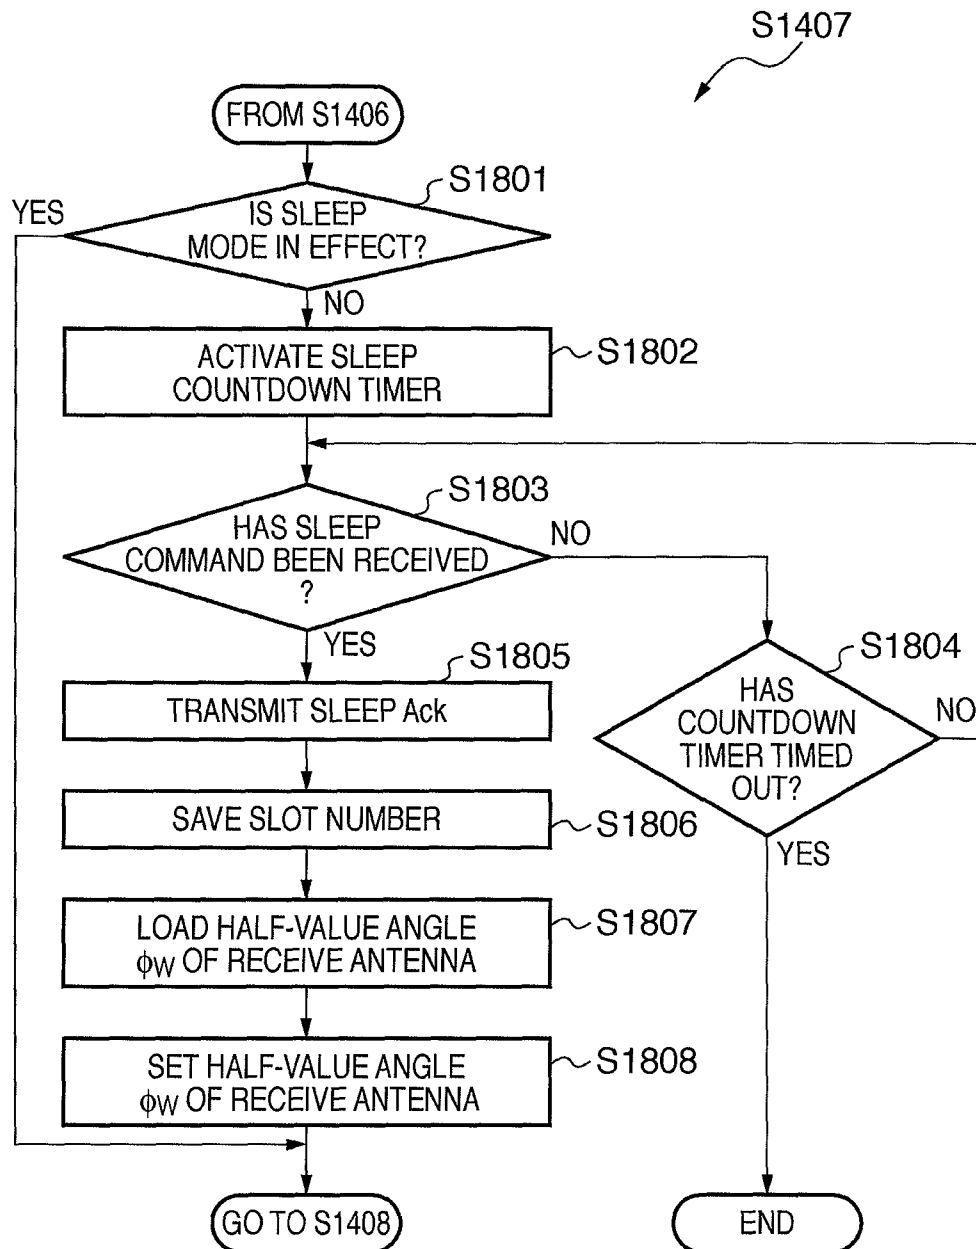 S1407
FROM S1406
S1801
YES
IS SLEEP
MODE IN EFFECT?
NO
ACTIVATE SLEEP
COUNTDOWN TIMER
S1802
S1803
HAS SLEEP
COMMAND BEEN RECEIVED
?
NO
YES
S1805
TRANSMIT SLEEP Ack
S1804
HAS
COUNTDOWN
TIMER TIMED
OUT?
NO
YES
SAVE SLOT NUMBER
S1806
LOAD HALF-VALUE ANGLE
ϕW OF RECEIVE ANTENNA
S1807
SET HALF-VALUE ANGLE
ϕW OF RECEIVE ANTENNA
S1808
GO TO S1408
END